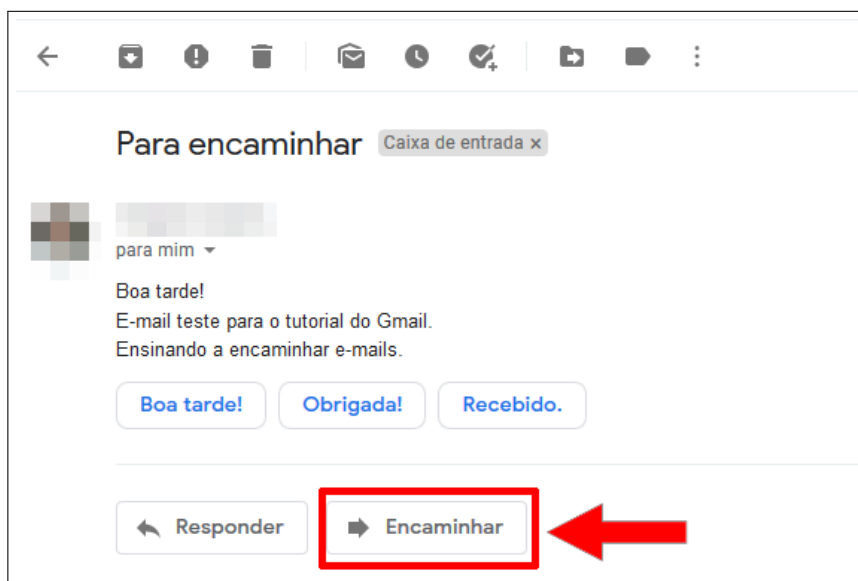 Para encaminhar Caixa de entrada x
para mim
Boa tarde!
E-mail teste para o tutorial do Gmail.
Ensinando a encaminhar e-mails.
Boa tarde! Obrigada! Recebido.
Responder Encaminhar